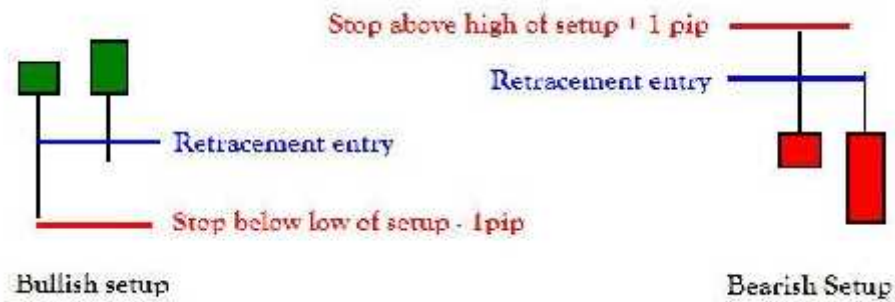 Stop above high of setup + 1 pip
Retracement entry
Retracement entry
Stop below low of setup - 1pip
Bullish setup
Bearish Setup